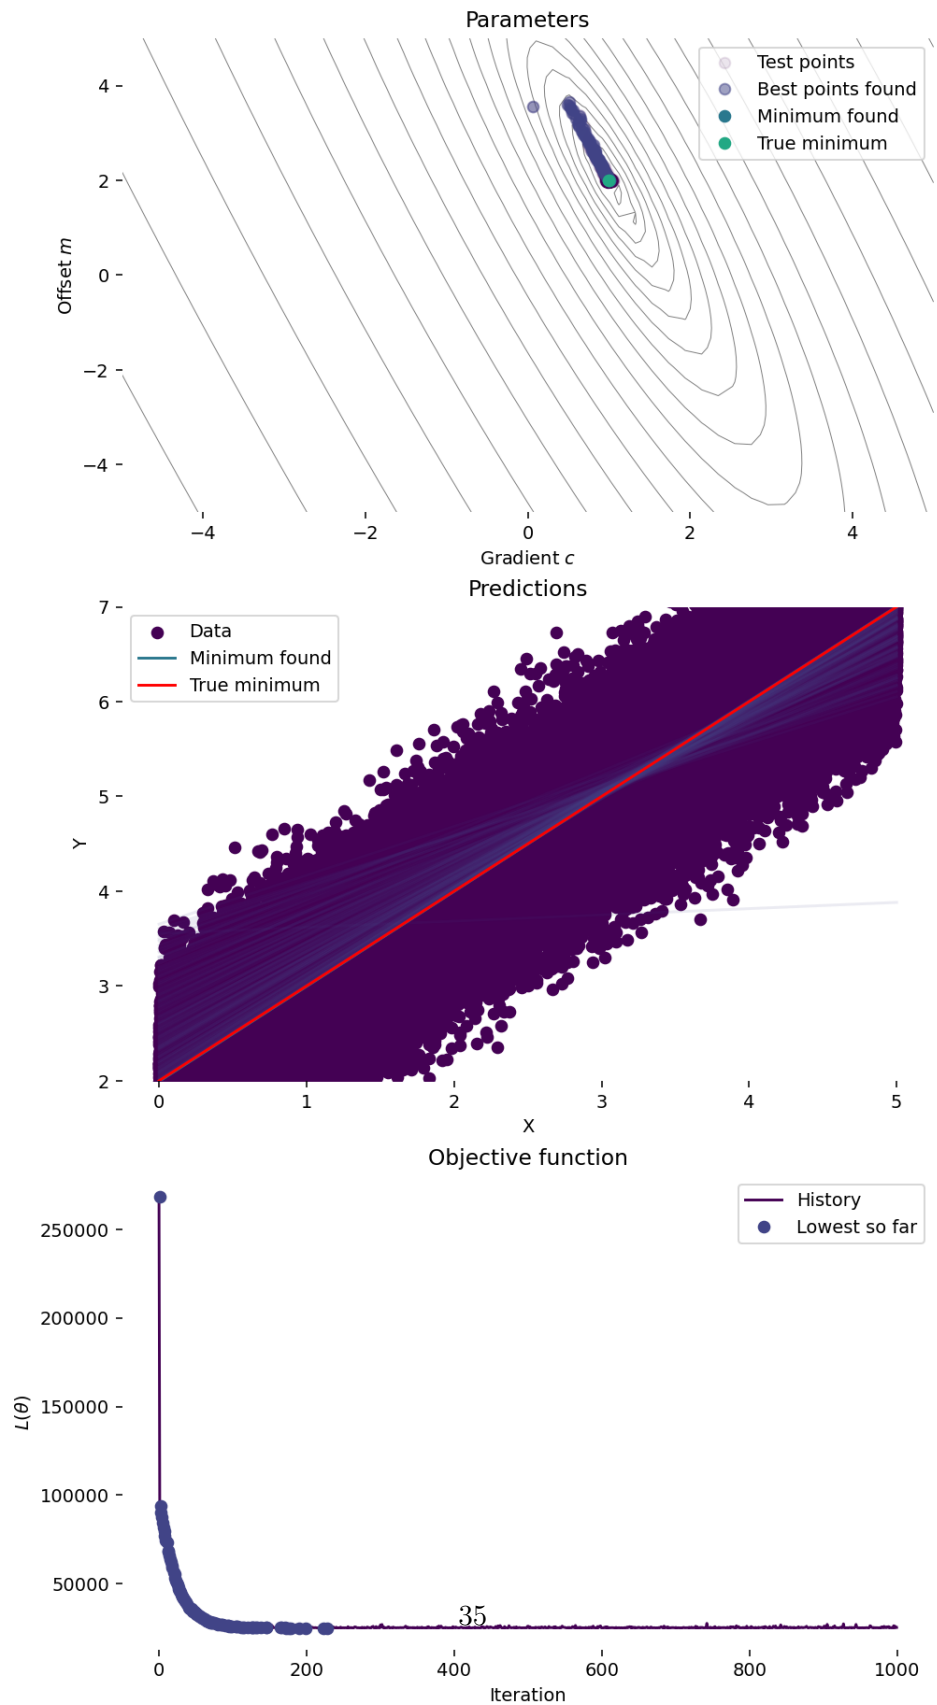 Parameters
Test points
Best points found
Minimum found
True minimum
4
2
0
−2
−4
Offset m
−4 −2 0 2 4
Gradient c
Predictions
Data
Minimum found
True minimum
7
6
5
4
3
2
Y
0 1 2 3 4 5
X
Objective function
History
Lowest so far
250000
200000
150000
100000
50000
L(θ)
35
0 200 400 600 800 1000
Iteration